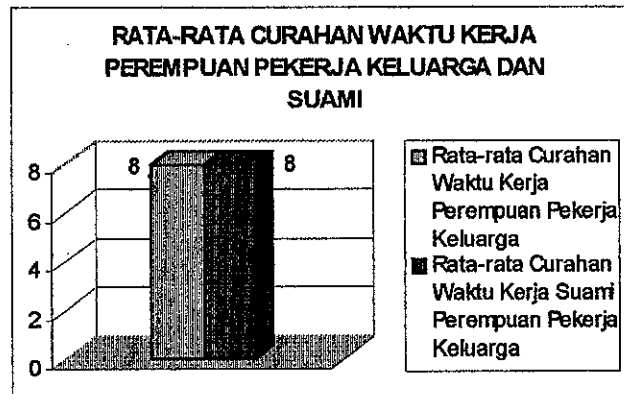 RATA-RATA CURAHAN WAKTU KERJA
PEREMPUAN PEKERJA KELUARGA DAN
SUAMI
8
6
4
2
0
8
8
Rata-rata Curahan
Waktu Kerja
Perempuan Pekerja
Keluarga
Rata-rata Curahan
Waktu Kerja Suami
Perempuan Pekerja
Keluarga